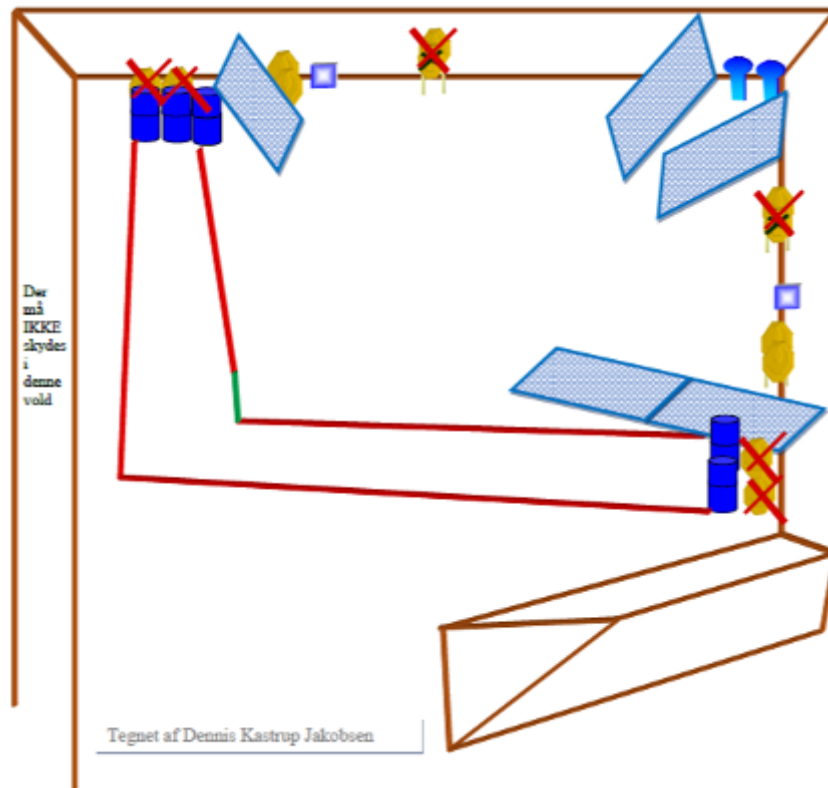 Der
må
IKKE
skydes
i
denne
vold
Tegnet af Dennis Kastrup Jakobsen